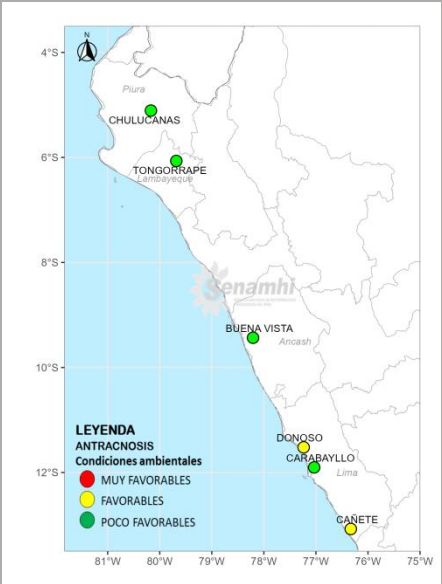 N
4°S
Piura
CHULUCANAS
6°S
TONGORRAPE
Lambayeque
8°S
Senamhi
BUENA VISTA
Ancash
10°S
LEYENDA
ANTRACNOSIS
Condiciones ambientales
MUY FAVORABLES
FAVORABLES
POCO FAVORABLES
DONOSO
CARABAYLLO
12°S
Lima
CAÑETE
81°W 80°W 79°W 78°W 77°W 76°W 75°W